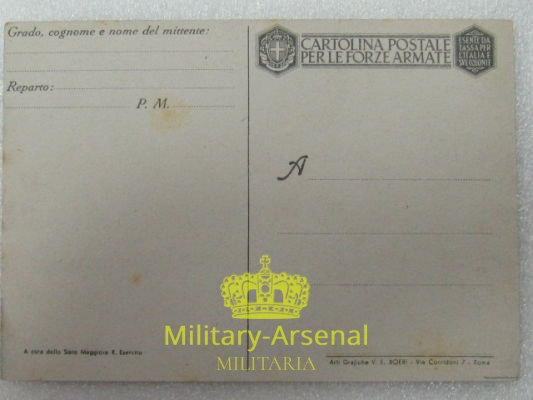 Grado, cognome e nome del mittente:
Reparto:
P. M.
CARTOLINA POSTALE
PER LE FORZE ARMATE
ESENTE DA
TASSA PER
L'ITALIA E
SUE COLONIE
A
Military-Arsenal
MILITARIA
A cura dello Stato Maggiore R. Esercito
Arti Grafiche V. E. BOERI - Via Corridoni 7 - Roma